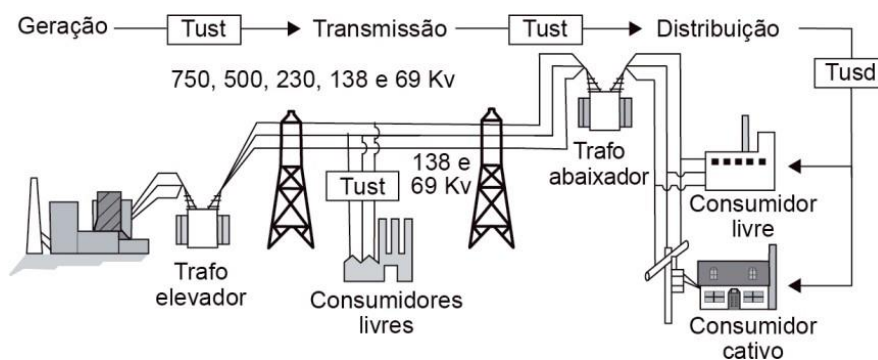 Geração
Tust
Transmissão
Tust
Distribuição
Tusd
750, 500, 230, 138 e 69 Kv
Trafo
elevador
Tust
138 e
69 Kv
Consumidores
livres
Trafo
abaixador
Consumidor
livre
Consumidor
cativo